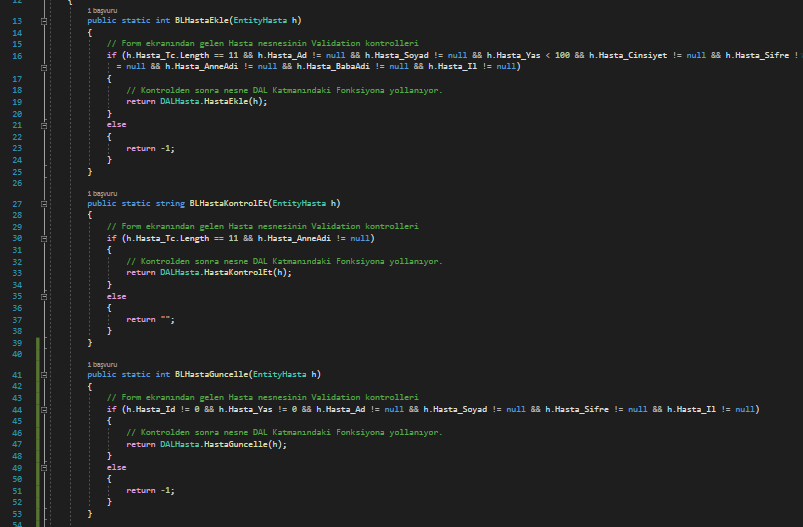 12 {
1 başvuru
13 public static int BLHastaEkle(EntityHasta h)
14 {
15 // Form ekranından gelen Hasta nesnesinin Validation kontrolleri
16 if (h.Hasta_Tc.Length == 11 && h.Hasta_Ad != null && h.Hasta_Soyad != null && h.Hasta_Yas < 100 && h.Hasta_Cinsiyet != null && h.Hasta_Sifre !
= null && h.Hasta_AnneAdi != null && h.Hasta_BabaAdi != null && h.Hasta_Il != null)
17 {
18 // Kontrolden sonra nesne DAL Katmanındaki Fonksiyona yollanıyor.
19 return DALHasta.HastaEkle(h);
20 }
21 else
22 {
23 return -1;
24 }
25 }
26
1 başvuru
27 public static string BLHastaKontrolEt(EntityHasta h)
28 {
29 // Form ekranından gelen Hasta nesnesinin Validation kontrolleri
30 if (h.Hasta_Tc.Length == 11 && h.Hasta_AnneAdi != null)
31 {
32 // Kontrolden sonra nesne DAL Katmanındaki Fonksiyona yollanıyor.
33 return DALHasta.HastaKontrolEt(h);
34 }
35 else
36 {
37 return "";
38 }
39 }
40
1 başvuru
41 public static int BLHastaGuncelle(EntityHasta h)
42 {
43 // Form ekranından gelen Hasta nesnesinin Validation kontrolleri
44 if (h.Hasta_Id != 0 && h.Hasta_Yas != 0 && h.Hasta_Ad != null && h.Hasta_Soyad != null && h.Hasta_Sifre != null && h.Hasta_Il != null)
45 {
46 // Kontrolden sonra nesne DAL Katmanındaki Fonksiyona yollanıyor.
47 return DALHasta.HastaGuncelle(h);
48 }
49 else
50 {
51 return -1;
52 }
53 }
54